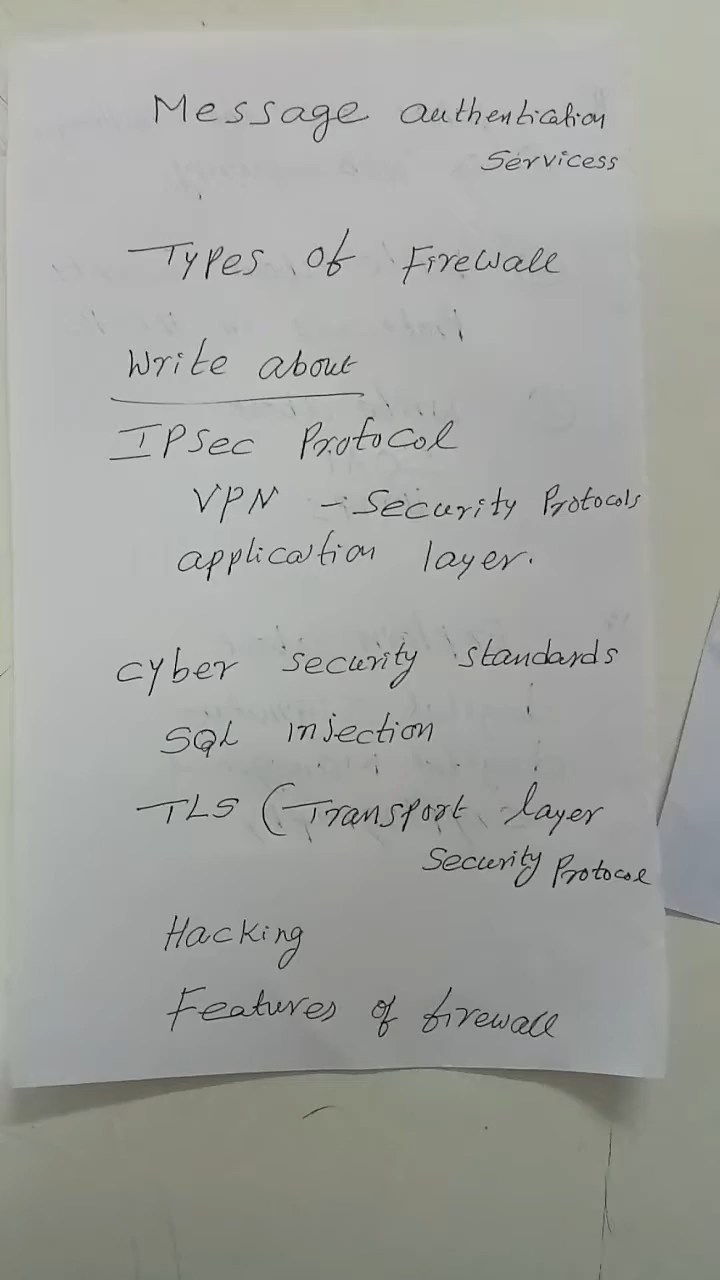 Message authentication
Servicess
Types of Firewall
Write about
IPSec Protocol
VPN - Security Protocols
application layer.
cyber security standards
SQL injection
TLS (Transport layer
Security Protocol
Hacking
Features of firewall